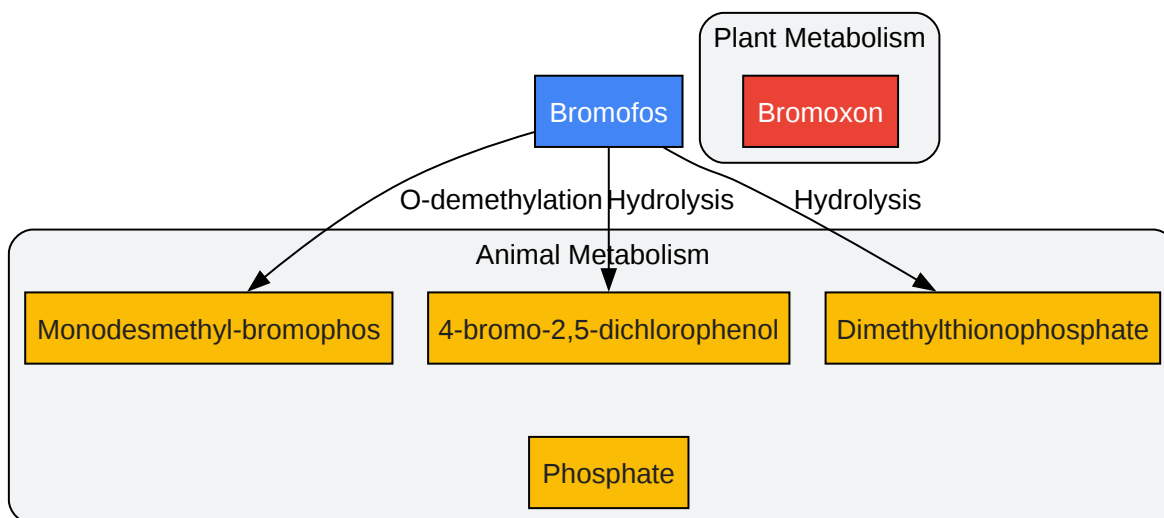 Plant Metabolism
Bromofos
Bromoxon
O-demethylation
Hydrolysis
Hydrolysis
Animal Metabolism
Monodesmethyl-bromophos
4-bromo-2,5-dichlorophenol
Dimethylthionophosphate
Phosphate